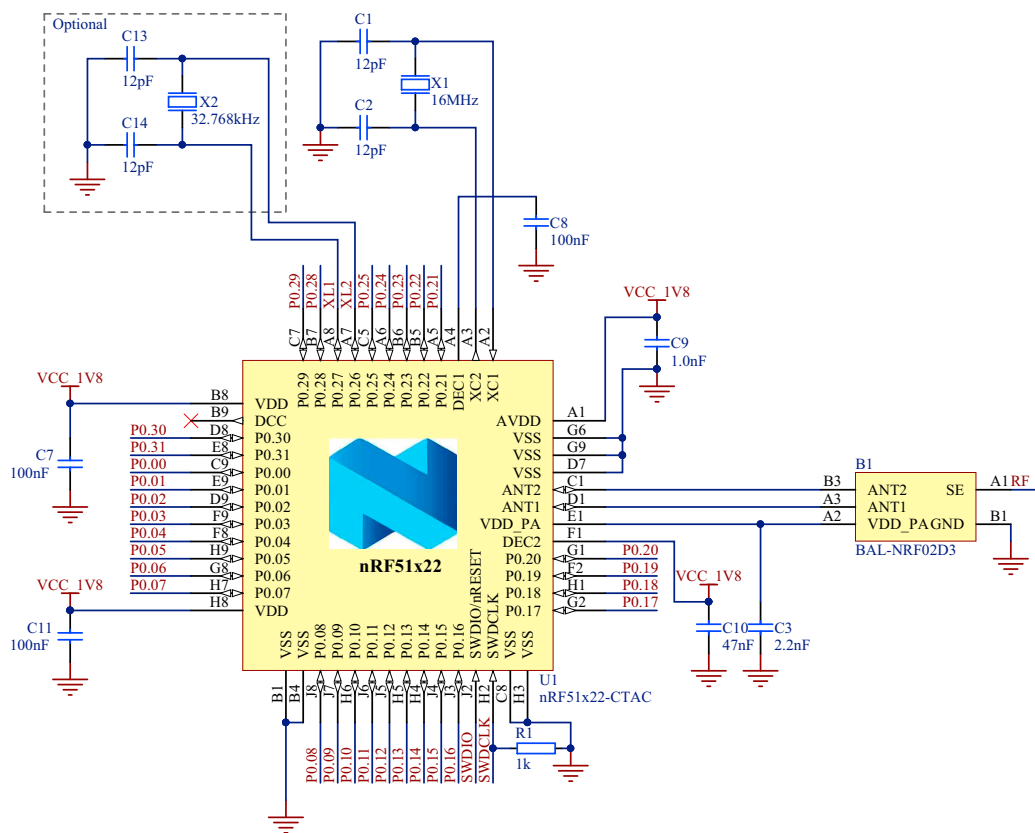 Optional
C13
12pF
X2
32.768kHz
C14
12pF
C1
12pF
X1
16MHz
C2
12pF
C8
100nF
P0.29
P0.28
XL1
XL2
P0.25
P0.24
P0.23
P0.22
P0.21
C7
B7
A8
A7
C5
A6
B6
B5
A5
A4
A3
A2
P0.29
P0.28
P0.27
P0.26
P0.25
P0.24
P0.23
P0.22
P0.21
DEC1
XC2
XC1
VCC_1V8
C9
1.0nF
VCC_1V8
C7
100nF
B8 VDD
B9 DCC
P0.30 D8 P0.30
P0.31 E8 P0.31
P0.00 C9 P0.00
P0.01 E9 P0.01
P0.02 D9 P0.02
P0.03 F9 P0.03
P0.04 F8 P0.04
P0.05 H9 P0.05
P0.06 G8 P0.06
P0.07 H7 P0.07
H8 VDD
VCC_1V8
C11
100nF
nRF51x22
AVDD A1
VSS G6
VSS G9
VSS D7
ANT2 C1
ANT1 D1
VDD_PA E1
DEC2 F1
P0.20 G1 P0.20
P0.19 F2 P0.19
P0.18 H1 P0.18
P0.17 G2 P0.17
B1
B3 ANT2 SE A1 RF
A3 ANT1
A2 VDD_PA GND B1
BAL-NRF02D3
VCC_1V8
C10
47nF
C3
2.2nF
VSS
VSS
P0.08
P0.09
P0.10
P0.11
P0.12
P0.13
P0.14
P0.15
P0.16
SWDIO/nRESET
SWDCLK
VSS
VSS
U1
nRF51x22-CTAC
B1
B4
J8
J7
H6
J6
J5
H5
H4
J4
J3
J2
H2
C8
H3
P0.08
P0.09
P0.10
P0.11
P0.12
P0.13
P0.14
P0.15
P0.16
SWDIO
SWDCLK
R1
1k